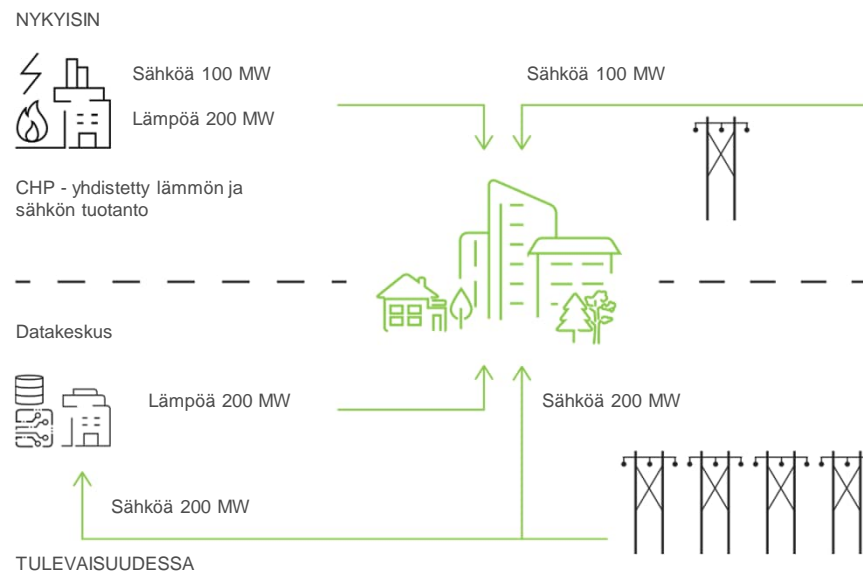 NYKYISIN
Sähköä 100 MW
Lämpöä 200 MW
Sähköä 100 MW
CHP - yhdistetty lämmön ja
sähkön tuotanto
Datakeskus
Lämpöä 200 MW
Sähköä 200 MW
Sähköä 200 MW
TULEVAISUUDESSA